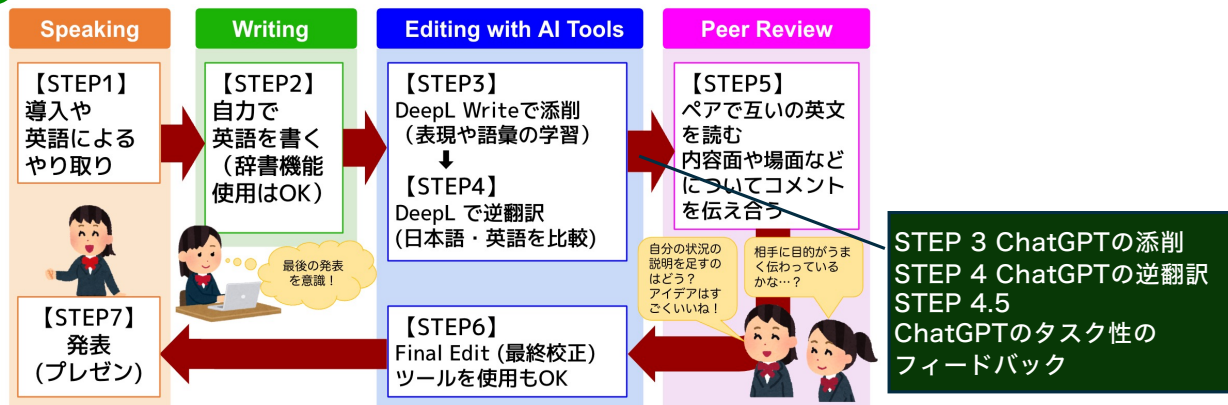 Speaking
Writing
Editing with AI Tools
Peer Review
【STEP1】
導入や
英語による
やり取り
【STEP2】
自力で
英語を書く
（辞書機能
使用はOK）
【STEP3】
DeepL Writeで添削
（表現や語彙の学習）
⬇
【STEP4】
DeepL で逆翻訳
(日本語・英語を比較)
【STEP5】
ペアで互いの英文
を読む
内容面や場面など
についてコメント
を伝え合う
最後の発表
を意識！
自分の状況の
説明を足すの
はどう？
アイデアはす
ごくいいね！
相手に目的がうま
く伝わっている
かな…？
STEP 3 ChatGPTの添削
STEP 4 ChatGPTの逆翻訳
STEP 4.5
ChatGPTのタスク性の
フィードバック
【STEP6】
Final Edit (最終校正)
ツールを使用もOK
【STEP7】
発表
(プレゼン)